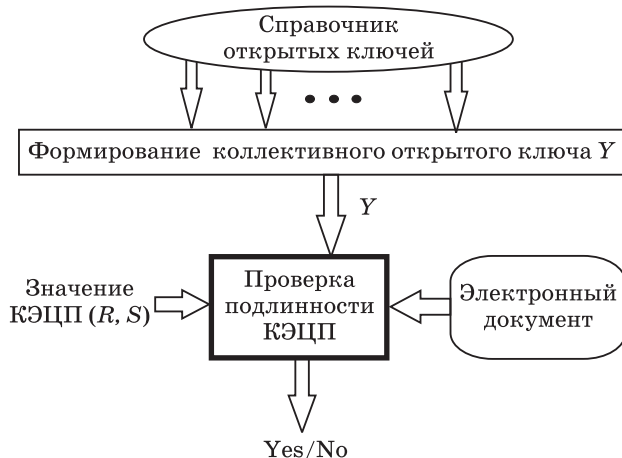 Справочник
открытых ключей
Формирование коллективного открытого ключа Y
Y
Значение
КЭЦП (R, S)
Проверка
подлинности
КЭЦП
Электронный
документ
Yes/No